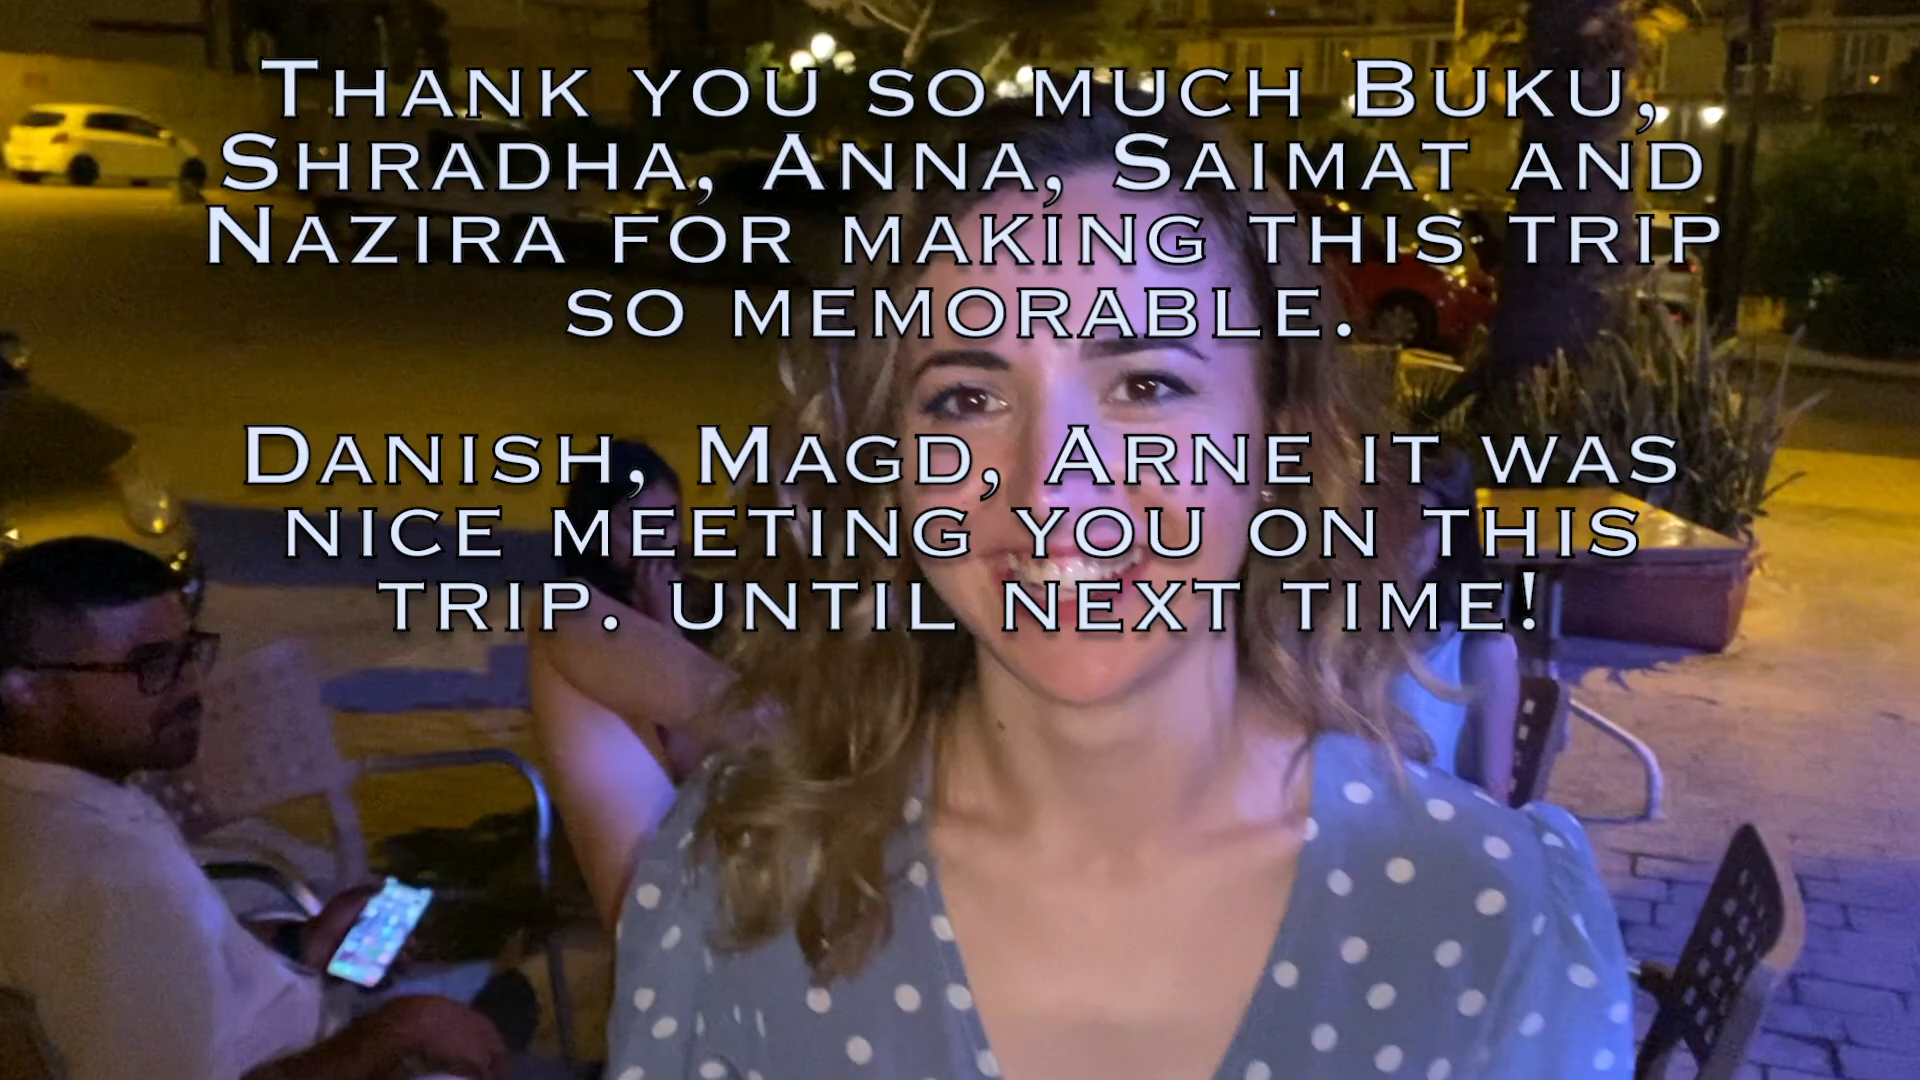 Thank you so much Buku,
Shradha, Anna, Saimat and
Nazira for making this trip
so memorable.
Danish, Magd, Arne it was
nice meeting you on this
trip. until next time!